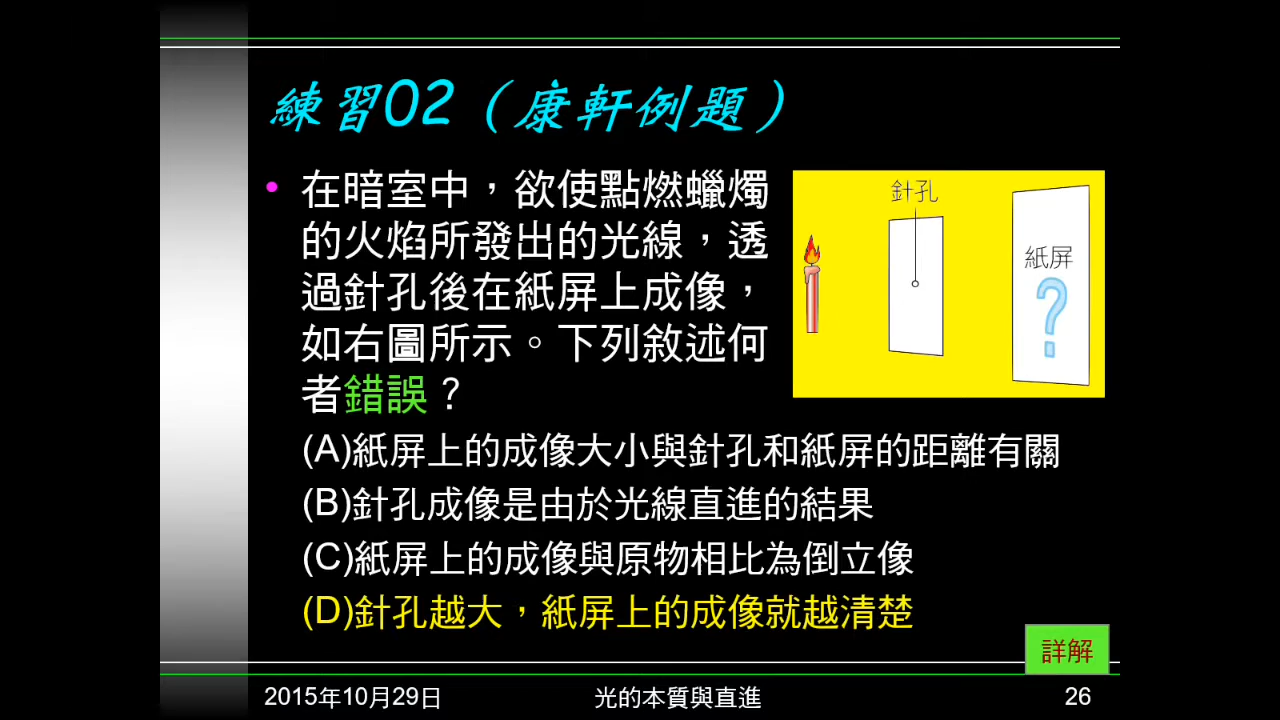 練習02（康軒例題）
• 在暗室中，欲使點燃蠟燭
的火焰所發出的光線，透
過針孔後在紙屏上成像，
如右圖所示。下列敘述何
者錯誤？
針孔
紙屏
?
(A)紙屏上的成像大小與針孔和紙屏的距離有關
(B)針孔成像是由於光線直進的結果
(C)紙屏上的成像與原物相比為倒立像
(D)針孔越大，紙屏上的成像就越清楚
詳解
2015年10月29日
光的本質與直進
26